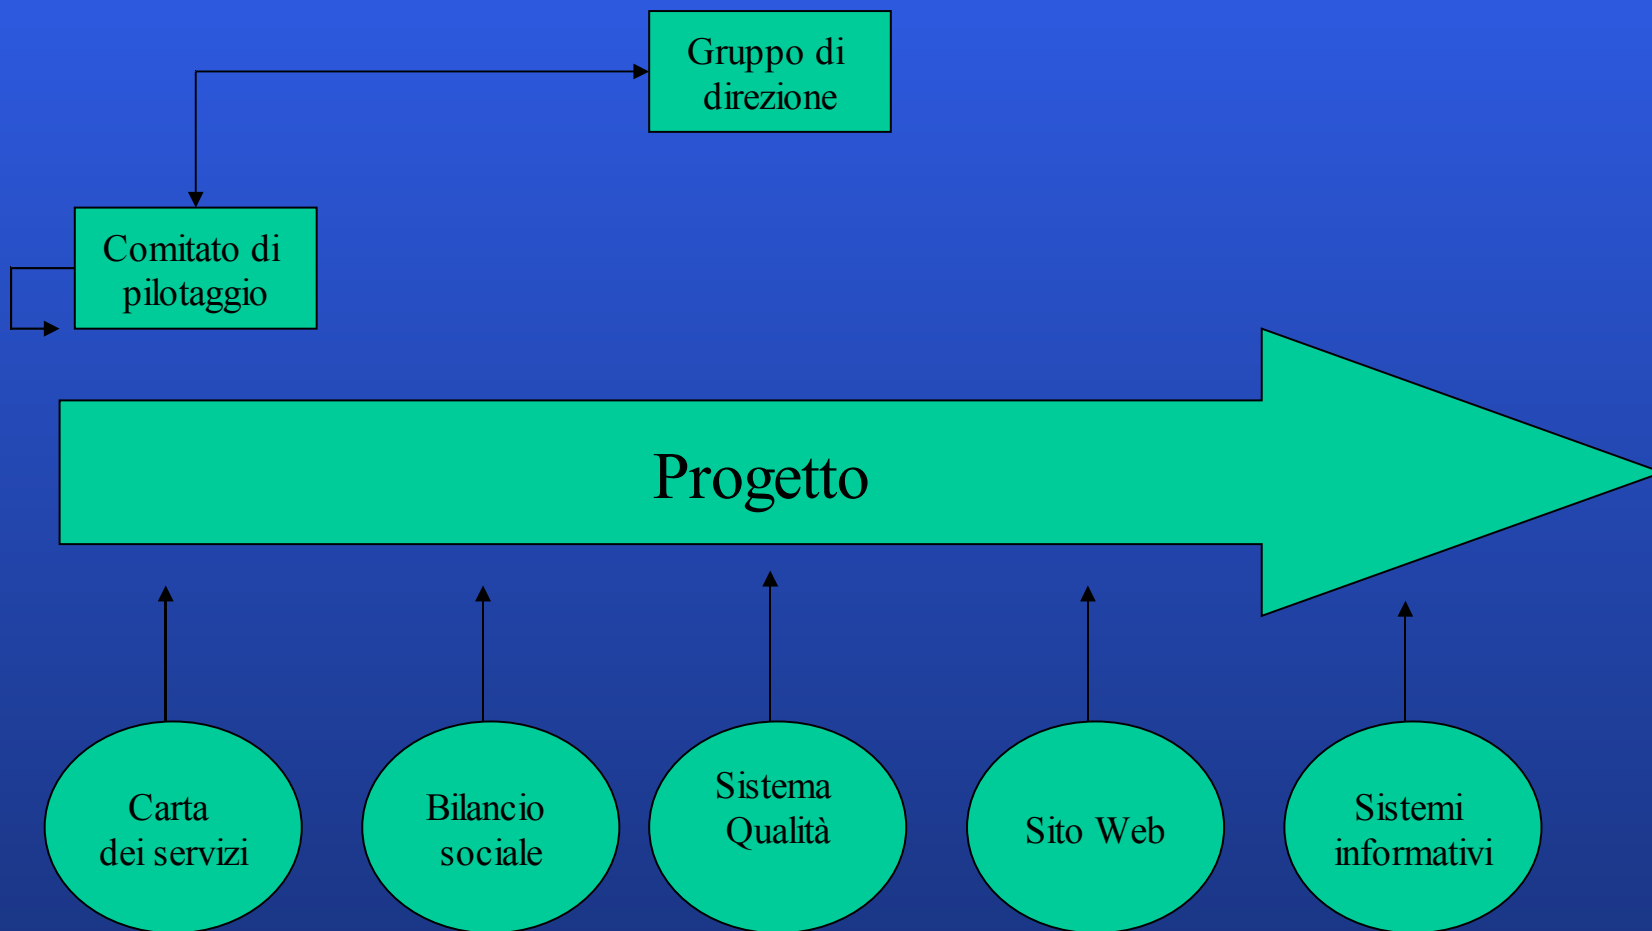 Gruppo di
direzione
Comitato di
pilotaggio
Progetto
Carta
dei servizi
Bilancio
sociale
Sistema
Qualità
Sito Web
Sistemi
informativi